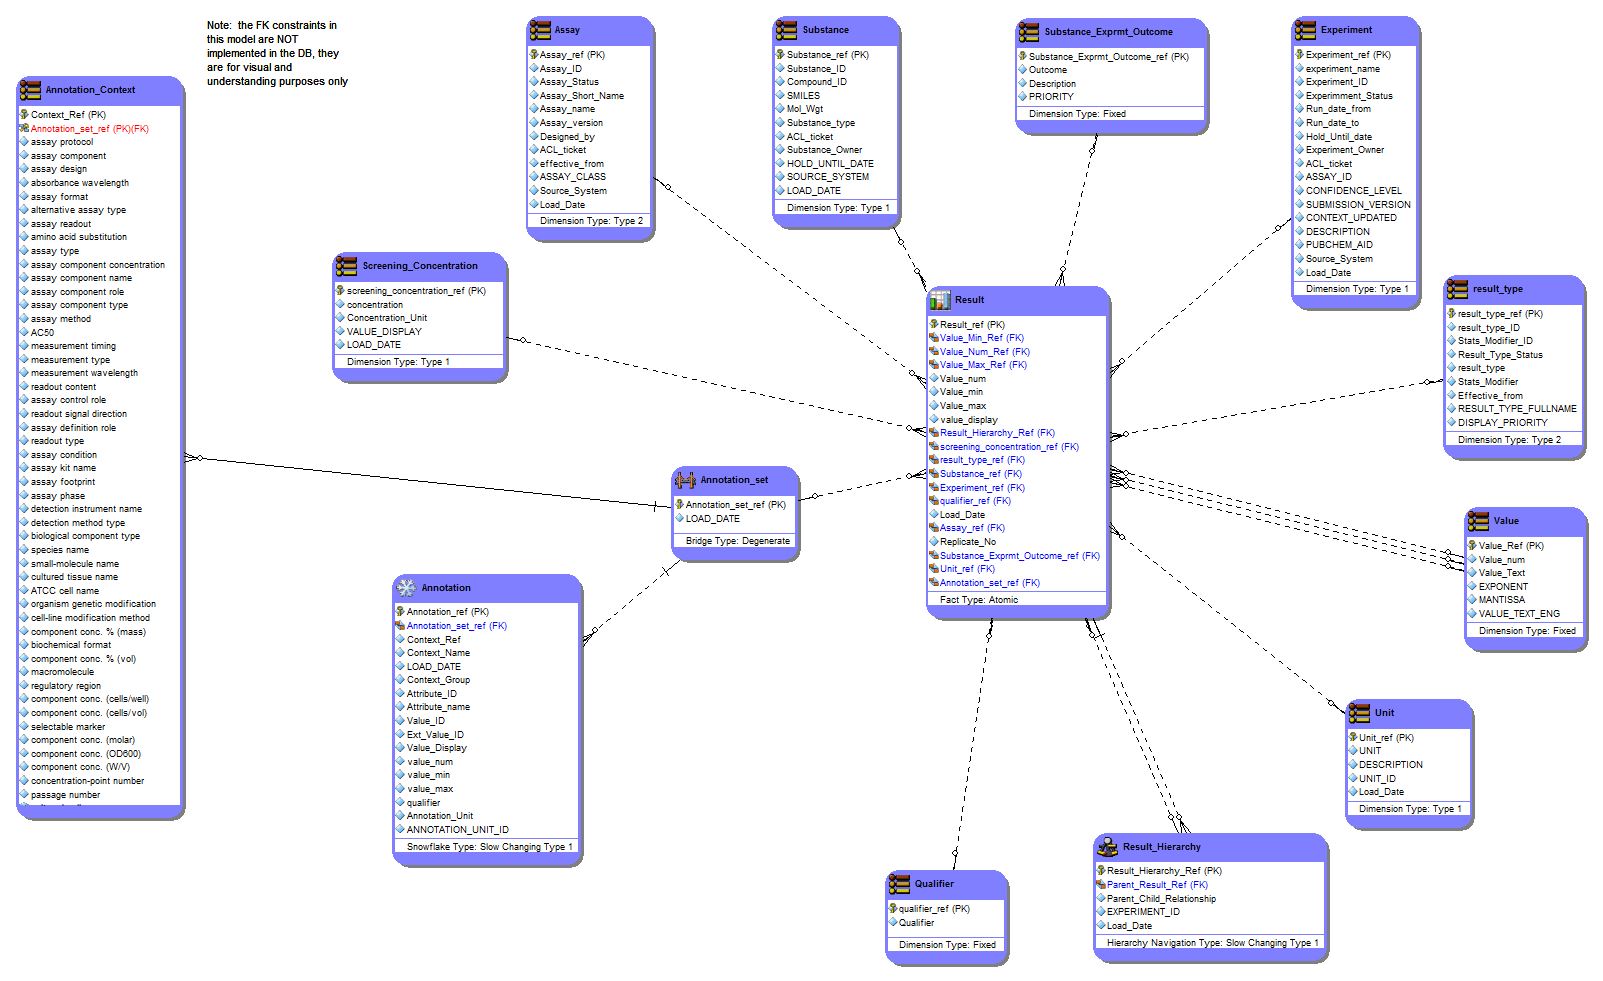 Note: the FK constraints in
this model are NOT
implemented in the DB, they
are for visual and
understanding purposes only
Annotation_Context
Context_Ref (PK)
Annotation_set_ref (PK)(FK)
assay protocol
assay component
assay design
absorbance wavelength
assay format
alternative assay type
assay readout
amino acid substitution
assay type
assay component concentration
assay component name
assay component role
assay component type
assay method
AC50
measurement timing
measurement type
measurement wavelength
readout content
assay control role
readout signal direction
assay definition role
readout type
assay condition
assay kit name
assay footprint
assay phase
detection instrument name
detection method type
biological component type
species name
small-molecule name
cultured tissue name
ATCC cell name
organism genetic modification
cell-line modification method
component conc. % (mass)
biochemical format
component conc. % (vol)
macromolecule
regulatory region
component conc. (cells/well)
component conc. (cells/vol)
selectable marker
component conc. (molar)
component conc. (OD600)
component conc. (W/V)
concentration-point number
passage number
Assay
Assay_ref (PK)
Assay_ID
Assay_Status
Assay_Short_Name
Assay_name
Assay_version
Designed_by
ACL_ticket
effective_from
ASSAY_CLASS
Source_System
Load_Date
Dimension Type: Type 2
Substance
Substance_ref (PK)
Substance_ID
Compound_ID
SMILES
Mol_Wgt
Substance_type
ACL_ticket
Substance_Owner
HOLD_UNTIL_DATE
SOURCE_SYSTEM
LOAD_DATE
Dimension Type: Type 1
Substance_Exprmt_Outcome
Substance_Exprmt_Outcome_ref (PK)
Outcome
Description
PRIORITY
Dimension Type: Fixed
Experiment
Experiment_ref (PK)
experiment_name
Experiment_ID
Experimment_Status
Run_date_from
Run_date_to
Hold_Until_date
Experiment_Owner
ACL_ticket
ASSAY_ID
CONFIDENCE_LEVEL
SUBMISSION_VERSION
CONTEXT_UPDATED
DESCRIPTION
PUBCHEM_AID
Source_System
Load_Date
Dimension Type: Type 1
Screening_Concentration
screening_concentration_ref (PK)
concentration
Concentration_Unit
VALUE_DISPLAY
LOAD_DATE
Dimension Type: Type 1
Result
Result_ref (PK)
Value_Min_Ref (FK)
Value_Num_Ref (FK)
Value_Max_Ref (FK)
Value_num
Value_min
Value_max
value_display
Result_Hierarchy_Ref (FK)
screening_concentration_ref (FK)
result_type_ref (FK)
Substance_ref (FK)
Experiment_ref (FK)
qualifier_ref (FK)
Load_Date
Assay_ref (FK)
Replicate_No
Substance_Exprmt_Outcome_ref (FK)
Unit_ref (FK)
Annotation_set_ref (FK)
Fact Type: Atomic
result_type
result_type_ref (PK)
result_type_ID
Stats_Modifier_ID
Result_Type_Status
result_type
Stats_Modifier
Effective_from
RESULT_TYPE_FULLNAME
DISPLAY_PRIORITY
Dimension Type: Type 2
Annotation_set
Annotation_set_ref (PK)
LOAD_DATE
Bridge Type: Degenerate
Value
Value_Ref (PK)
Value_num
Value_Text
EXPONENT
MANTISSA
VALUE_TEXT_ENG
Dimension Type: Fixed
Annotation
Annotation_ref (PK)
Annotation_set_ref (FK)
Context_Ref
Context_Name
LOAD_DATE
Context_Group
Attribute_ID
Attribute_name
Value_ID
Ext_Value_ID
Value_Display
value_num
value_min
value_max
qualifier
Annotation_Unit
ANNOTATION_UNIT_ID
Snowflake Type: Slow Changing Type 1
Unit
Unit_ref (PK)
UNIT
DESCRIPTION
UNIT_ID
Load_Date
Dimension Type: Type 1
Qualifier
qualifier_ref (PK)
Qualifier
Dimension Type: Fixed
Result_Hierarchy
Result_Hierarchy_Ref (PK)
Parent_Result_Ref (FK)
Parent_Child_Relationship
EXPERIMENT_ID
Load_Date
Hierarchy Navigation Type: Slow Changing Type 1